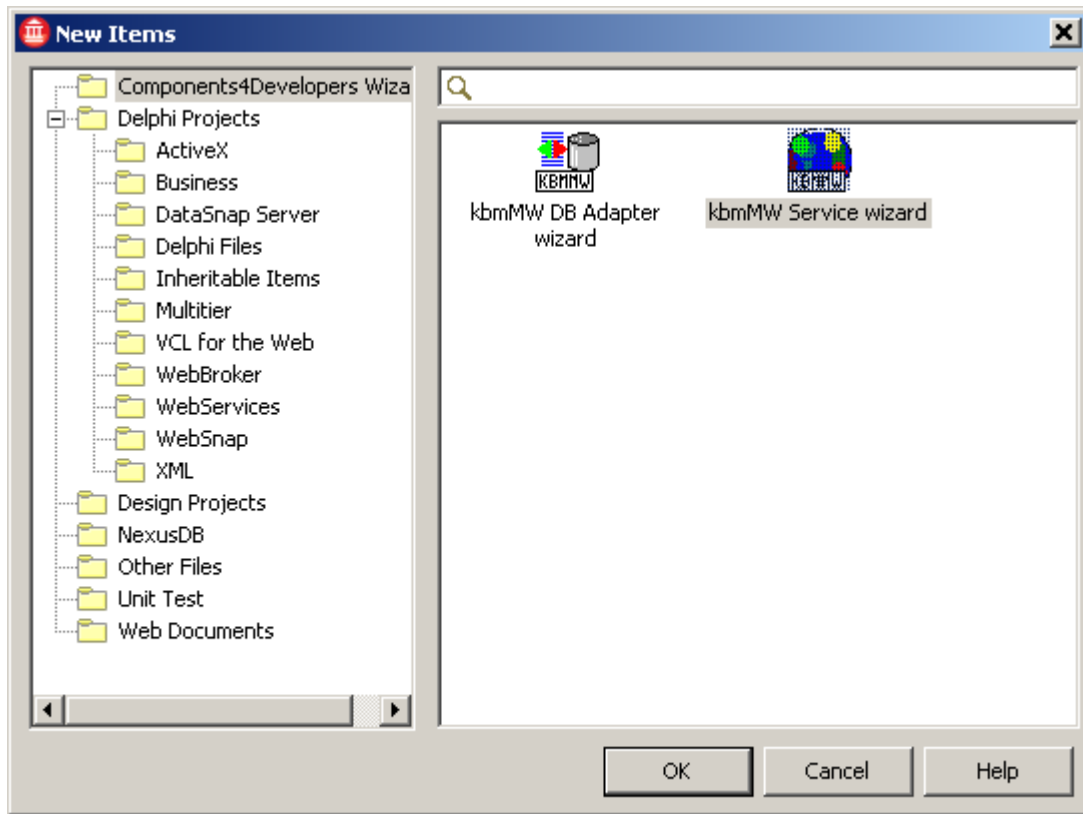 New Items
Components4Developers Wiza
Delphi Projects
ActiveX
Business
DataSnap Server
Delphi Files
Inheritable Items
Multitier
VCL for the Web
WebBroker
WebServices
WebSnap
XML
Design Projects
NexusDB
Other Files
Unit Test
Web Documents
KBMMW
kbmMW DB Adapter
wizard
KBMMW
kbmMW Service wizard
OK
Cancel
Help